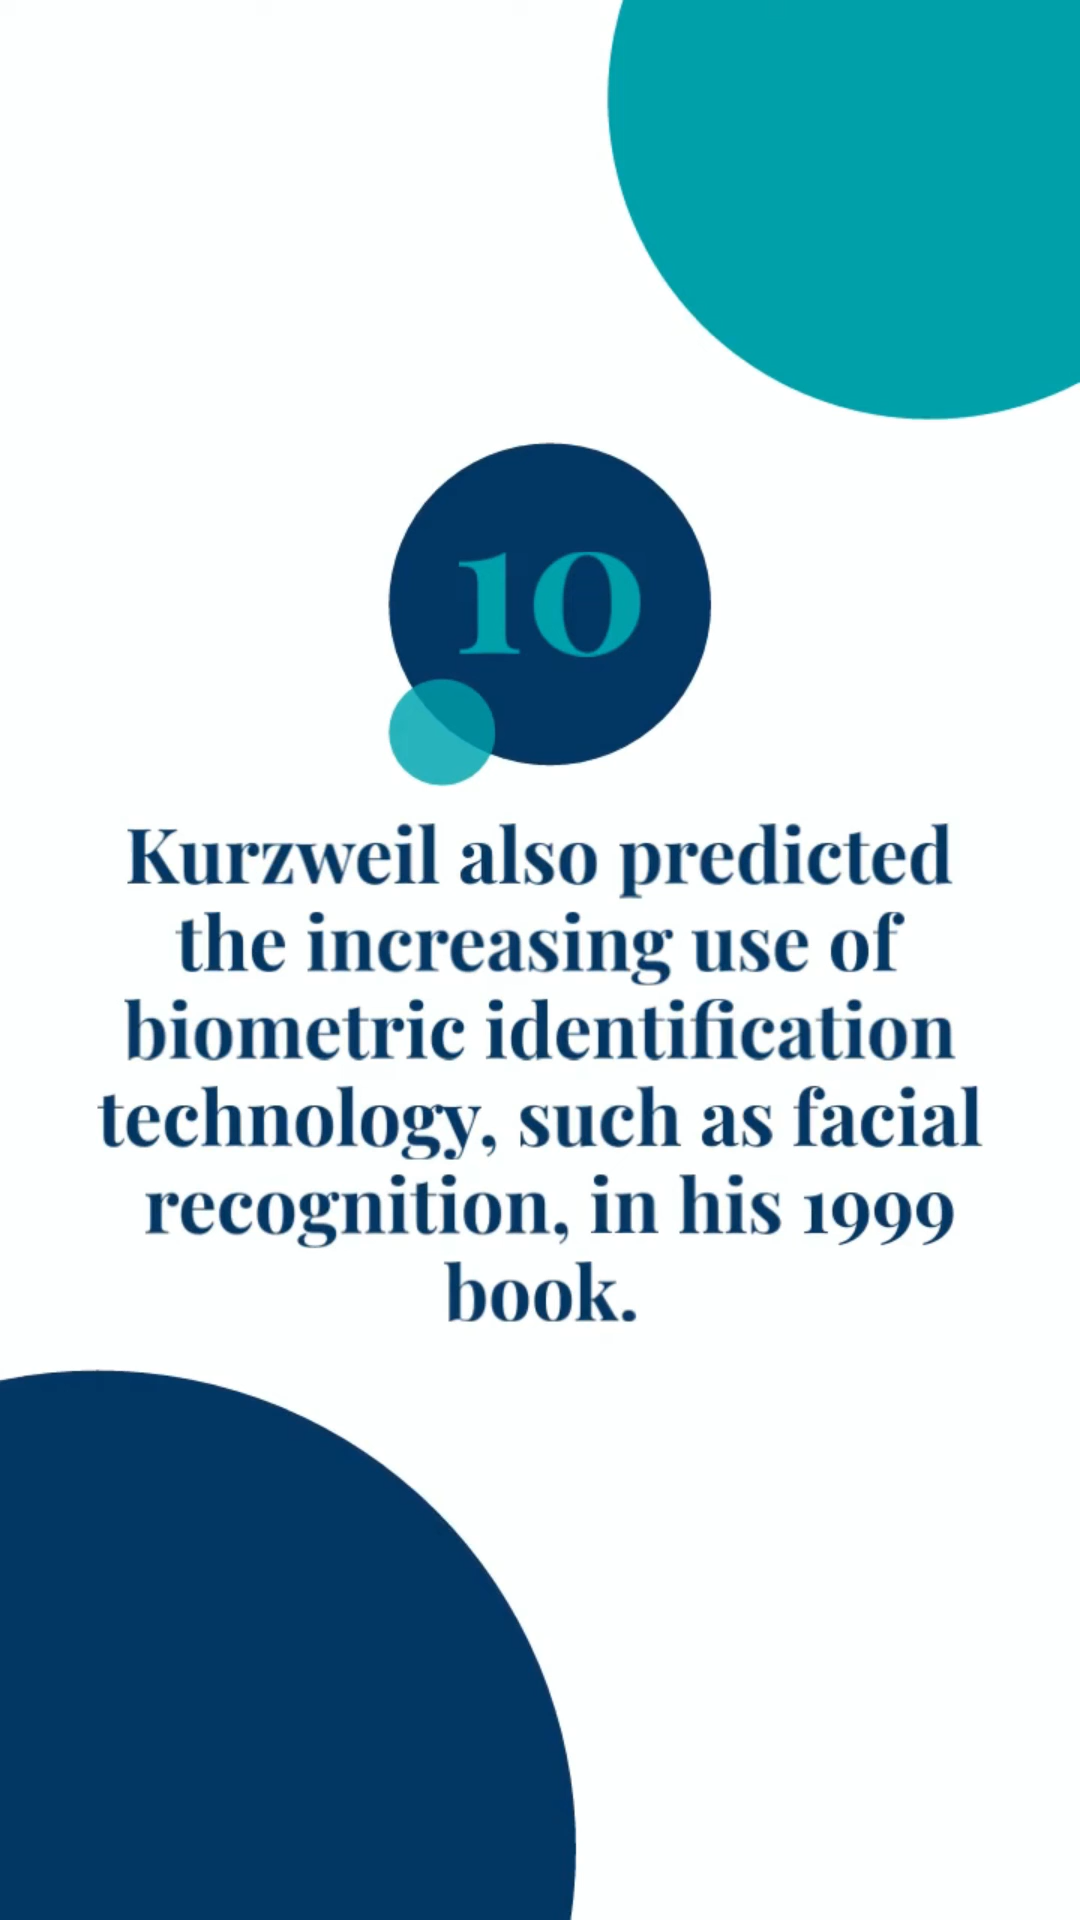 10
Kurzweil also predicted
the increasing use of
biometric identification
technology, such as facial
recognition, in his 1999
book.